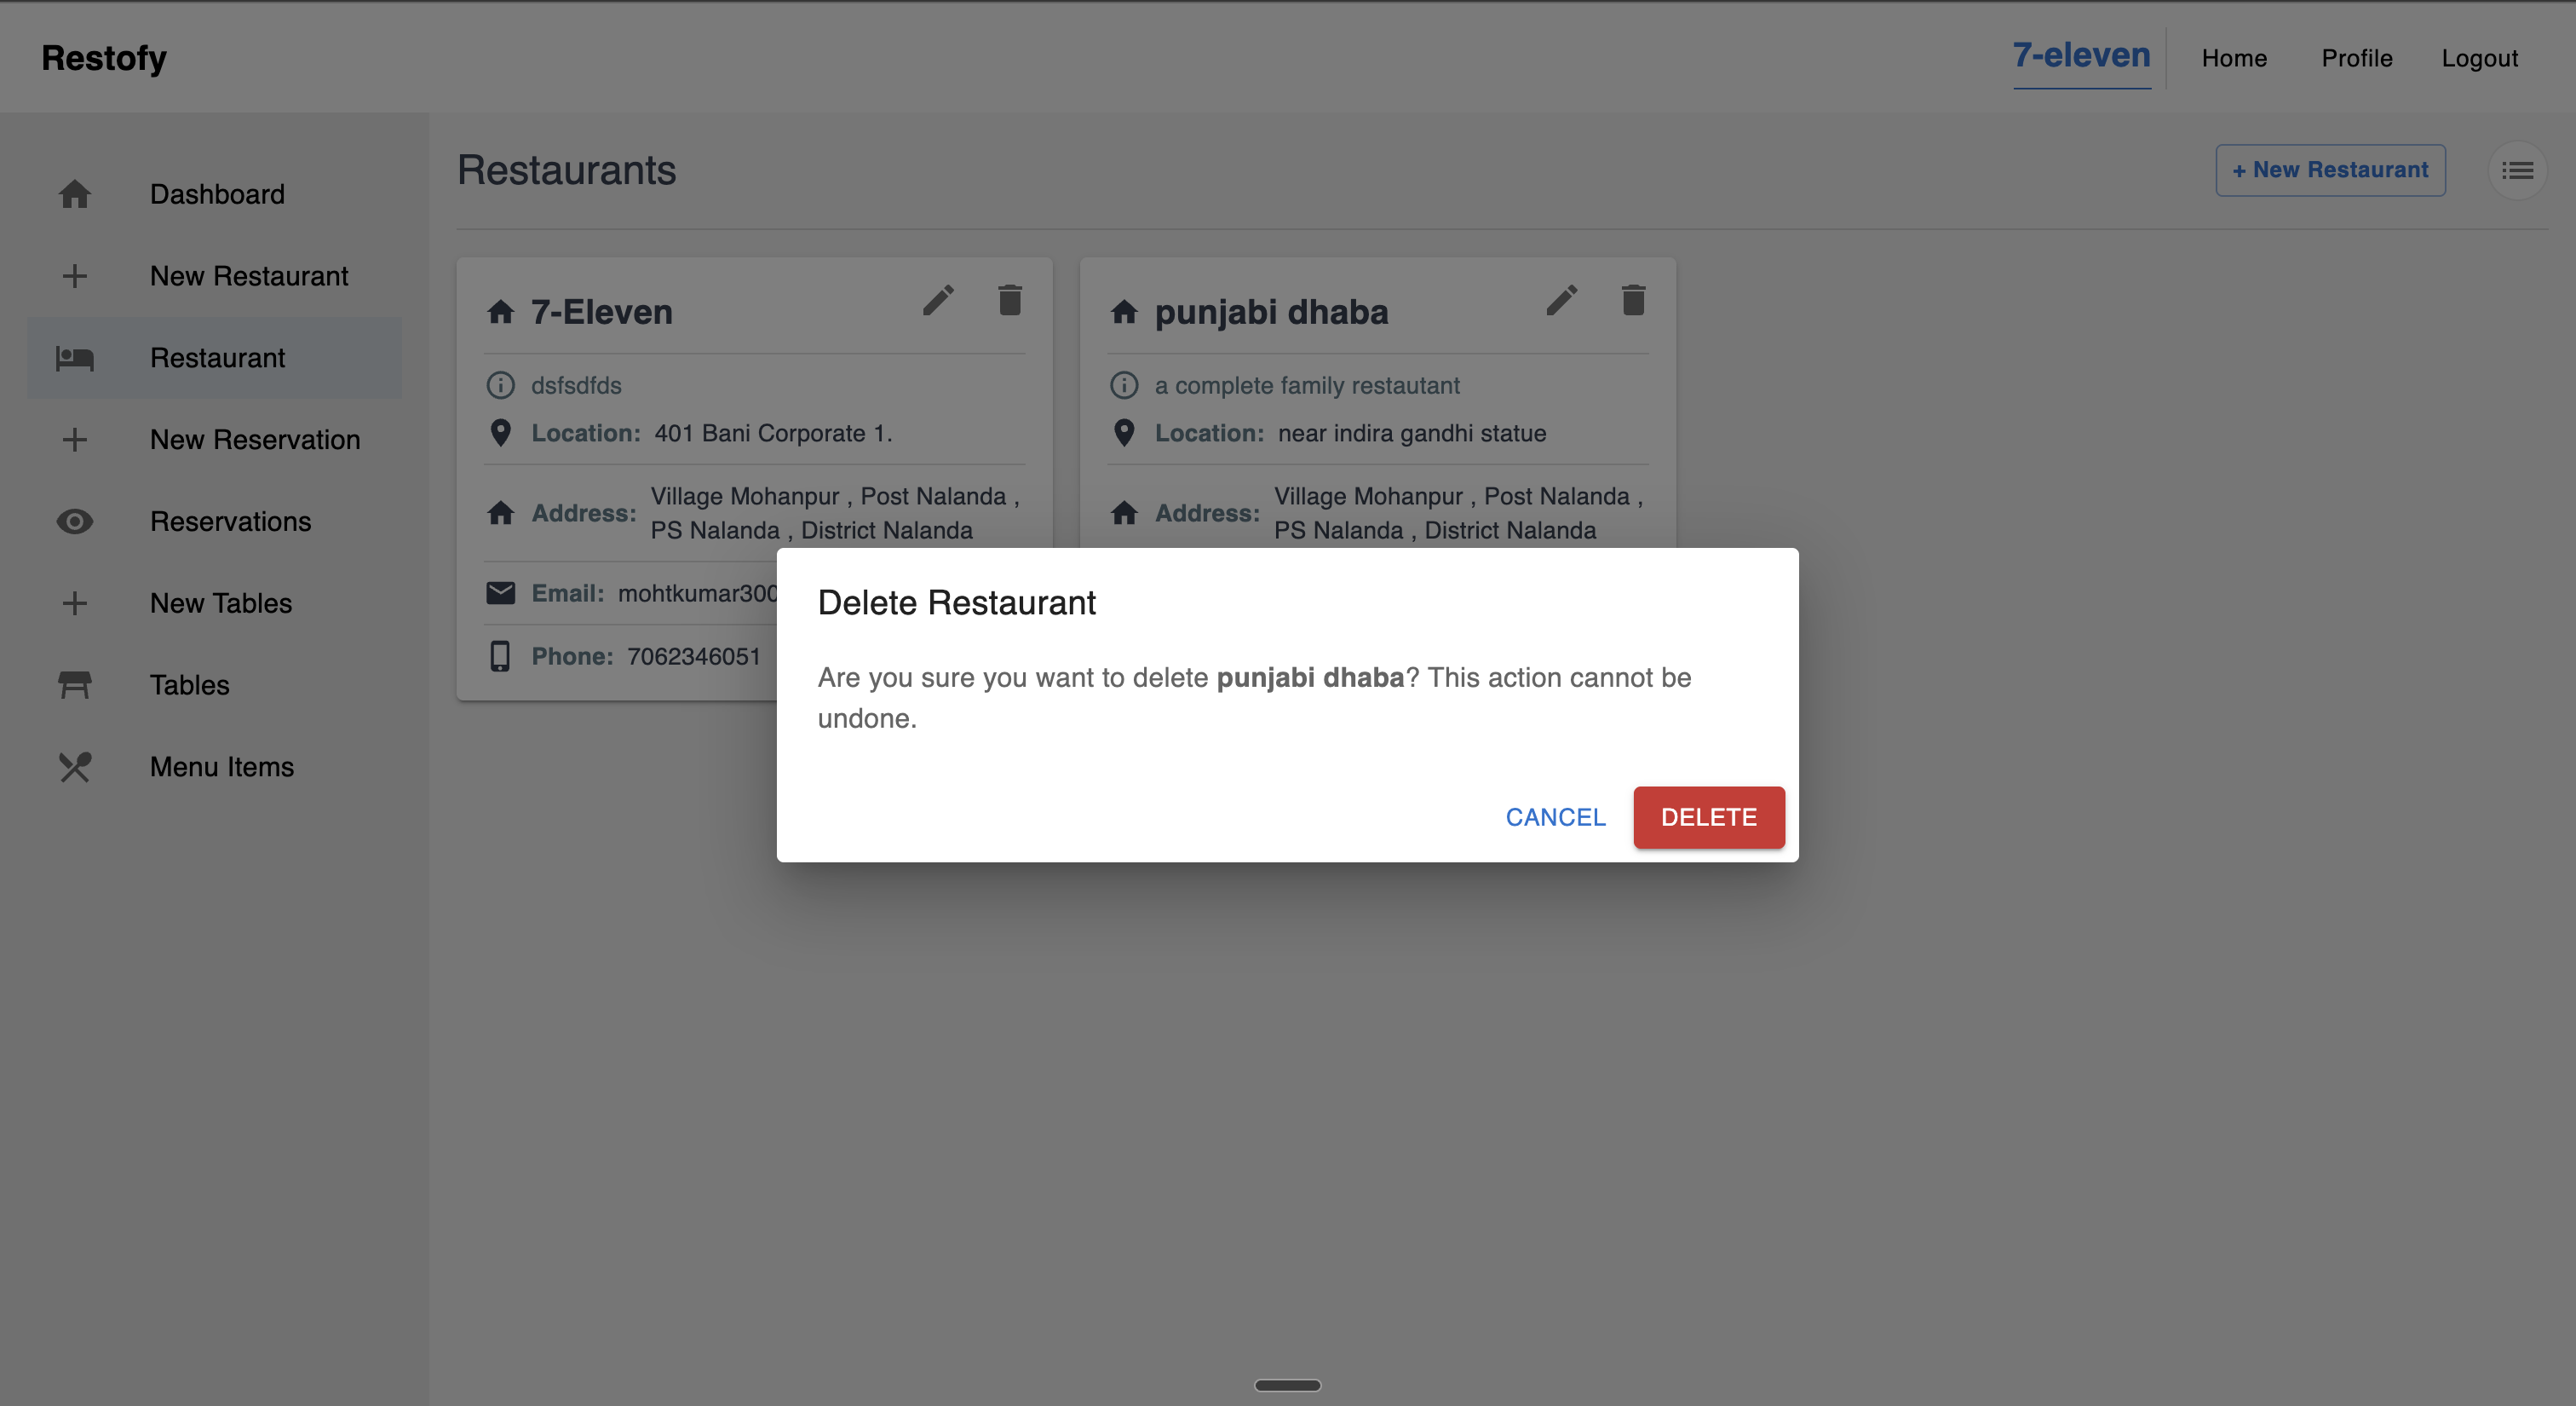 Restofy
7-eleven
Home
Profile
Logout
Dashboard
New Restaurant
Restaurant
New Reservation
Reservations
New Tables
Tables
Menu Items
Restaurants
+ New Restaurant
7-Eleven
dsfsdfds
Location: 401 Bani Corporate 1.
Address: Village Mohanpur , Post Nalanda ,
PS Nalanda , District Nalanda
Email: mohtkumar300
Phone: 7062346051
punjabi dhaba
a complete family restautant
Location: near indira gandhi statue
Address: Village Mohanpur , Post Nalanda ,
PS Nalanda , District Nalanda
Delete Restaurant
Are you sure you want to delete punjabi dhaba? This action cannot be
undone.
CANCEL
DELETE